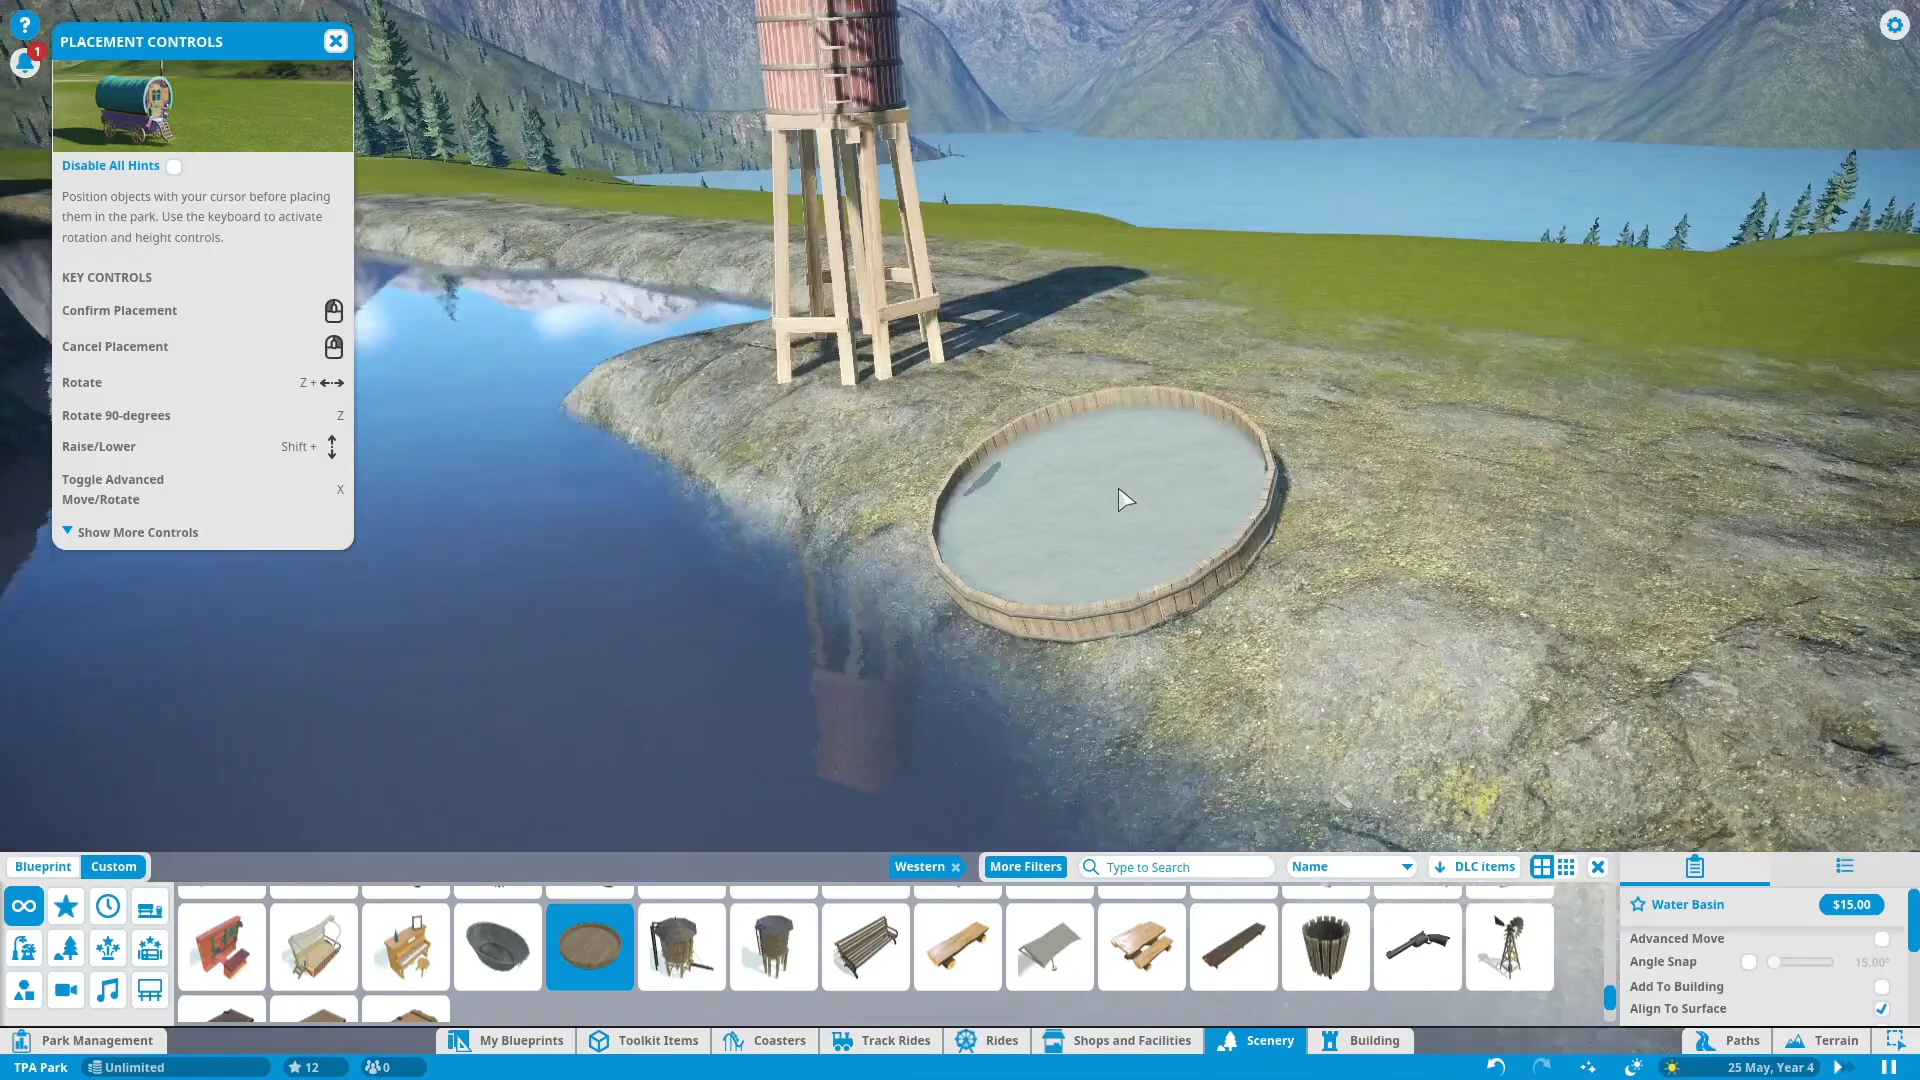 ?
1
PLACEMENT CONTROLS
Disable All Hints
Position objects with your cursor before placing
them in the park. Use the keyboard to activate
rotation and height controls.
KEY CONTROLS
Confirm Placement
Cancel Placement
Rotate Z +
Rotate 90-degrees Z
Raise/Lower Shift +
Toggle Advanced
Move/Rotate X
Show More Controls
Blueprint Custom Western More Filters Type to Search Name DLC items
Water Basin $15.00
Advanced Move
Angle Snap 15.00°
Add To Building
Align To Surface
Park Management My Blueprints Toolkit Items Coasters Track Rides Rides Shops and Facilities Scenery Building Paths Terrain
TPA Park Unlimited 12 0 25 May, Year 4